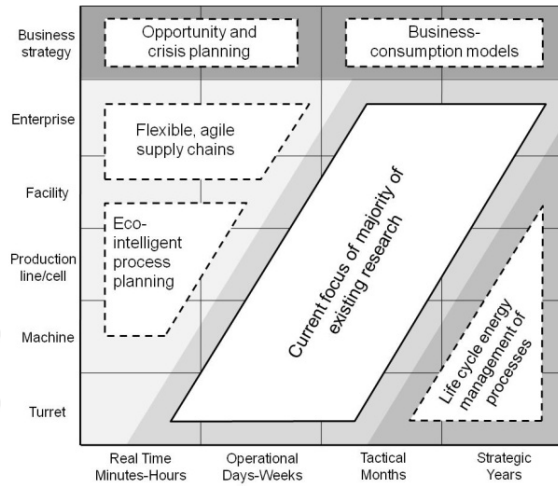 Business
strategy
Opportunity and
crisis planning
Business-
consumption models
Enterprise
Flexible, agile
supply chains
Facility
Eco-
intelligent
process
planning
Current focus of majority of
existing research
Production
line/cell
Life cycle energy
management of
processes
Machine
Turret
Real Time
Minutes-Hours
Operational
Days-Weeks
Tactical
Months
Strategic
Years